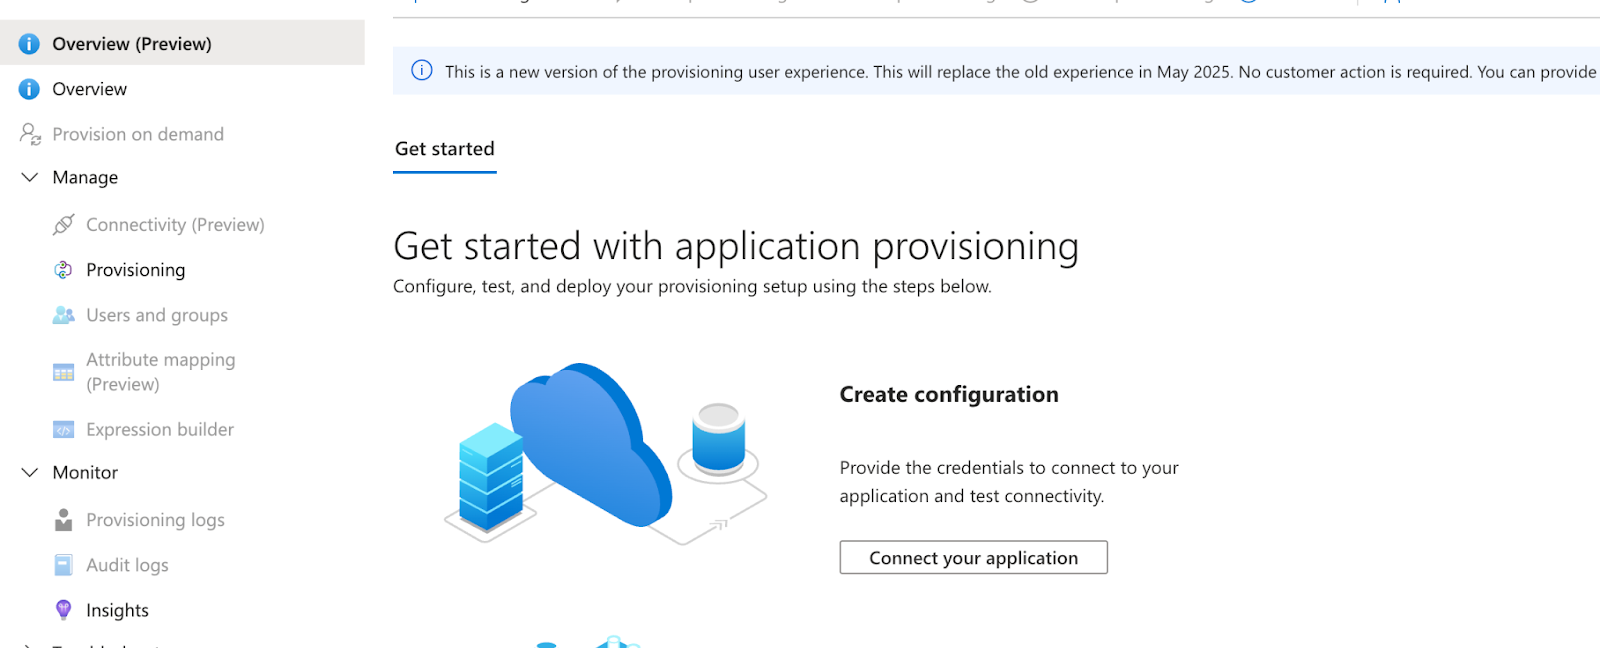 Overview (Preview)
Overview
Provision on demand
Manage
Connectivity (Preview)
Provisioning
Users and groups
Attribute mapping
(Preview)
Expression builder
Monitor
Provisioning logs
Audit logs
Insights
This is a new version of the provisioning user experience. This will replace the old experience in May 2025. No customer action is required. You can provide
Get started
Get started with application provisioning
Configure, test, and deploy your provisioning setup using the steps below.
Create configuration
Provide the credentials to connect to your
application and test connectivity.
Connect your application